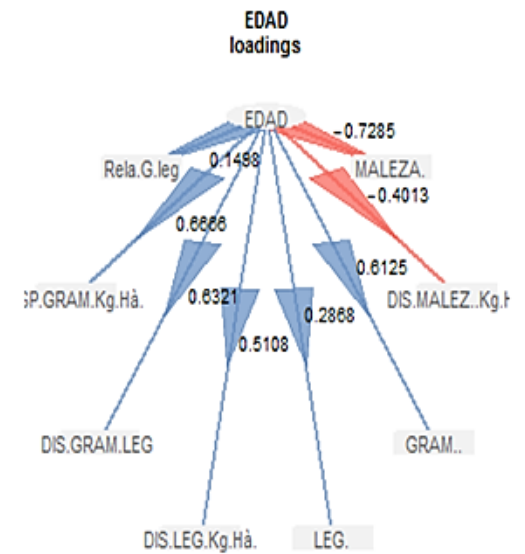 EDAD
loadings
EDAD
-0.7285
Rela.G.leg
0.1488
MALEZA.
-0.4013
0.6666
SP.GRAM.Kg.Hà.
0.6321
0.6125
DIS.MALEZ..Kg.H
0.5108
0.2868
DIS.GRAM.LEG
GRAM..
DIS.LEG.Kg.Hà.
LEG.